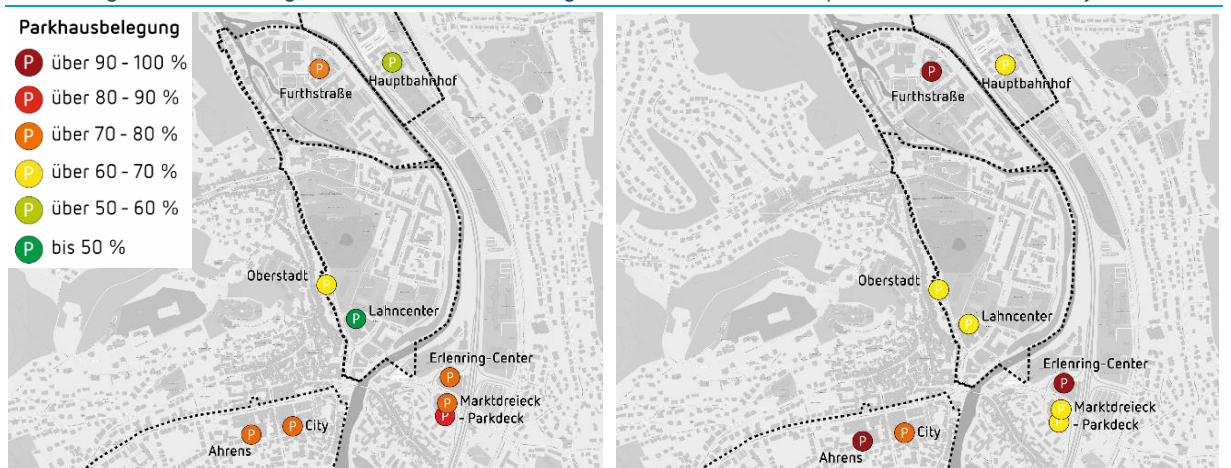 Parkhausbelegung
P über 90 - 100 %
P über 80 - 90 %
P über 70 - 80 %
P über 60 - 70 %
P über 50 - 60 %
P bis 50 %
P
P
Hauptbahnhof
Furthstraße
Oberstadt
P
P
Lahncenter
Erlenring-Center
P
P Marktdreieck
P - Parkdeck
P City
P
Ahrens
P
P
Hauptbahnhof
Furthstraße
Oberstadt
P
P
Lahncenter
Erlenring-Center
P
P Marktdreieck
P - Parkdeck
P City
P
Ahrens